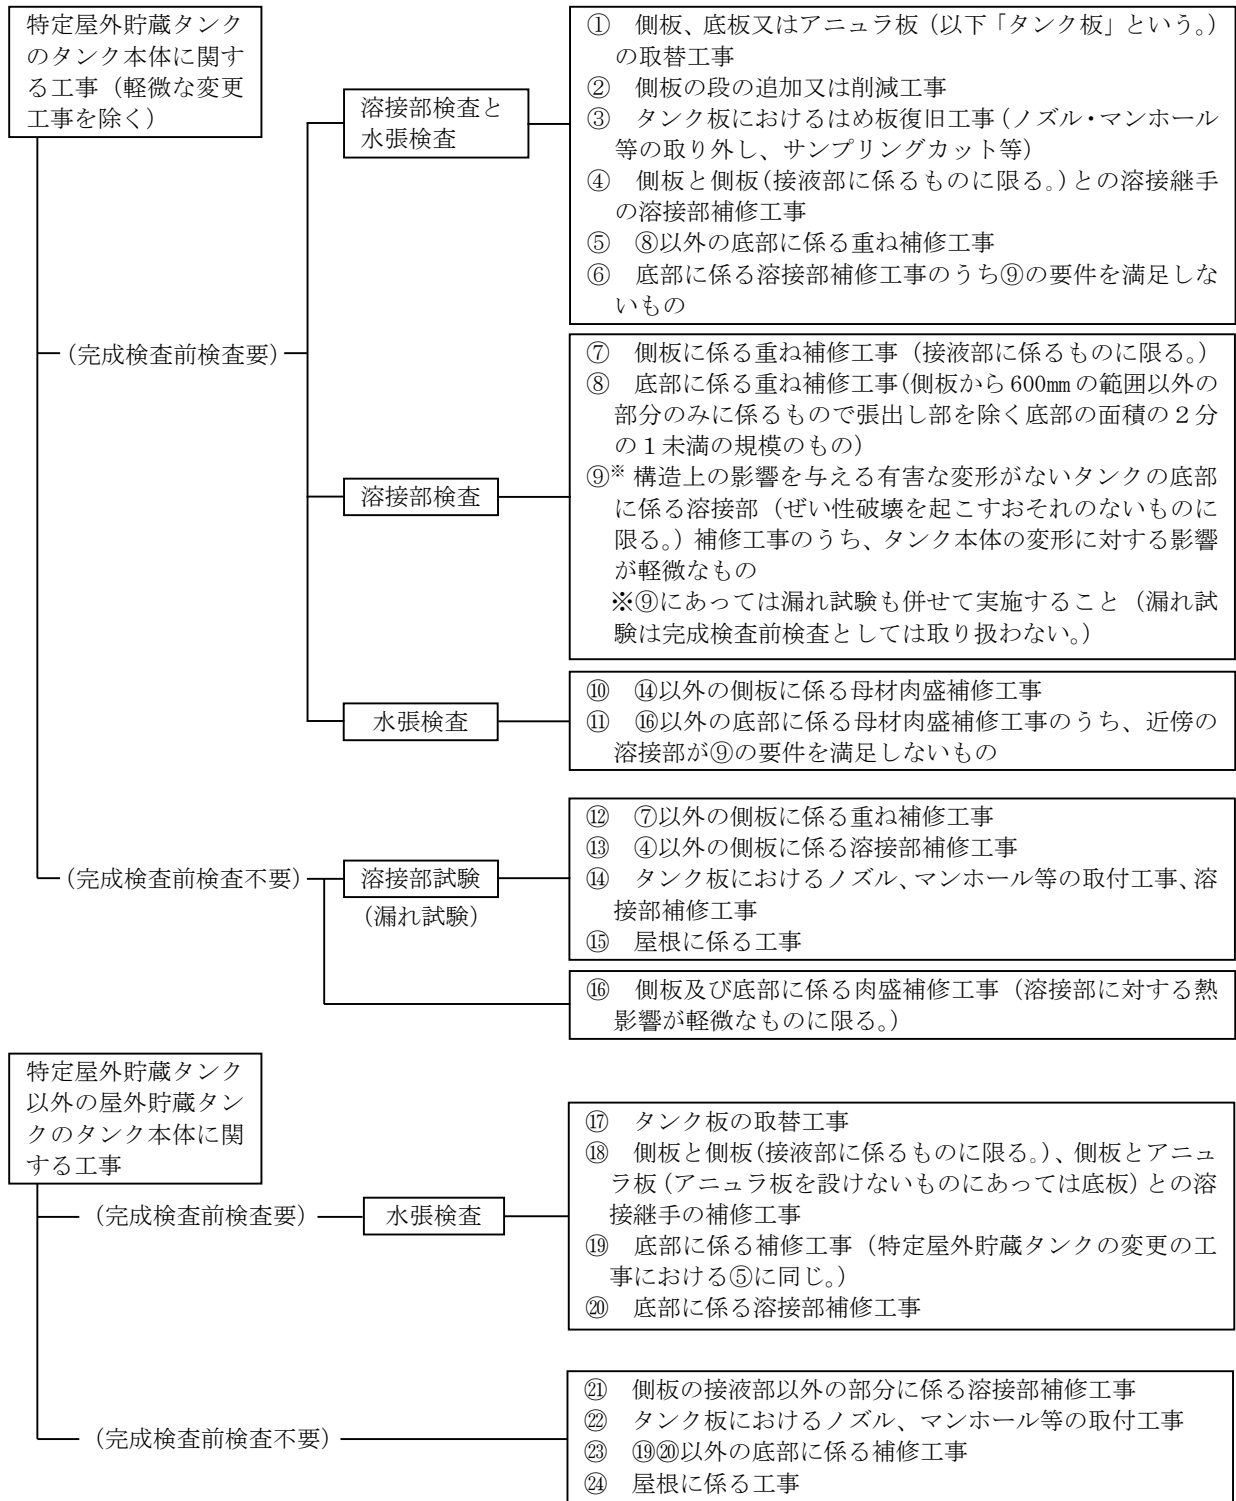 特定屋外貯蔵タンク
のタンク本体に関す
る工事（軽微な変更
工事を除く）
（完成検査前検査要）
溶接部検査と
水張検査
① 側板、底板又はアニュラ板（以下「タンク板」という。）
の取替工事
② 側板の段の追加又は削減工事
③ タンク板におけるはめ板復旧工事（ノズル・マンホール
等の取り外し、サンプリングカット等）
④ 側板と側板（接液部に係るものに限る。）との溶接継手
の溶接部補修工事
⑤ ⑧以外の底部に係る重ね補修工事
⑥ 底部に係る溶接部補修工事のうち⑨の要件を満足しな
いもの
溶接部検査
⑦ 側板に係る重ね補修工事（接液部に係るものに限る。）
⑧ 底部に係る重ね補修工事（側板から600㎜の範囲以外の
部分のみに係るもので張出し部を除く底部の面積の２分
の１未満の規模のもの）
⑨※ 構造上の影響を与える有害な変形がないタンクの底部
に係る溶接部（ぜい性破壊を起こすおそれのないものに
限る。）補修工事のうち、タンク本体の変形に対する影響
が軽微なもの
※⑨にあっては漏れ試験も併せて実施すること（漏れ試
験は完成検査前検査としては取り扱わない。）
水張検査
⑩ ⑭以外の側板に係る母材肉盛補修工事
⑪ ⑯以外の底部に係る母材肉盛補修工事のうち、近傍の
溶接部が⑨の要件を満足しないもの
（完成検査前検査不要）
溶接部試験
（漏れ試験）
⑫ ⑦以外の側板に係る重ね補修工事
⑬ ④以外の側板に係る溶接部補修工事
⑭ タンク板におけるノズル、マンホール等の取付工事、溶
接部補修工事
⑮ 屋根に係る工事
⑯ 側板及び底部に係る肉盛補修工事（溶接部に対する熱
影響が軽微なものに限る。）
特定屋外貯蔵タンク
以外の屋外貯蔵タン
クのタンク本体に関
する工事
（完成検査前検査要）
水張検査
⑰ タンク板の取替工事
⑱ 側板と側板（接液部に係るものに限る。）、側板とアニュ
ラ板（アニュラ板を設けないものにあっては底板）との溶
接継手の補修工事
⑲ 底部に係る補修工事（特定屋外貯蔵タンクの変更の工
事における⑤に同じ。）
⑳ 底部に係る溶接部補修工事
（完成検査前検査不要）
㉑ 側板の接液部以外の部分に係る溶接部補修工事
㉒ タンク板におけるノズル、マンホール等の取付工事
㉓ ⑲⑳以外の底部に係る補修工事
㉔ 屋根に係る工事